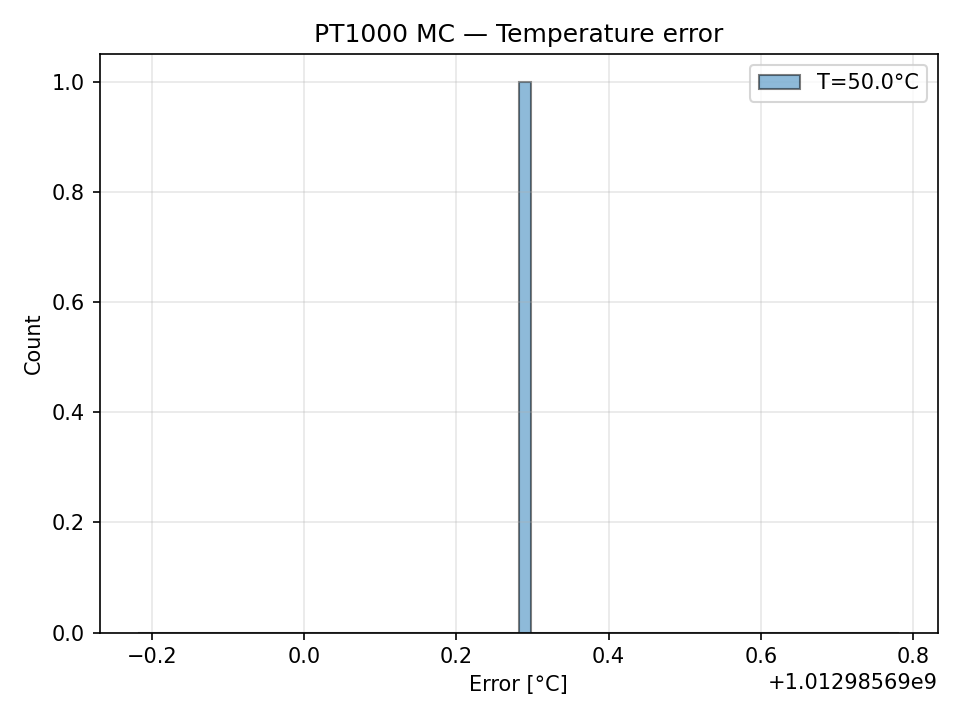 PT1000 MC — Temperature error
T=50.0°C
Count
1.0
0.8
0.6
0.4
0.2
0.0
−0.2 0.0 0.2 0.4 0.6 0.8
Error [°C]
+1.01298569e9